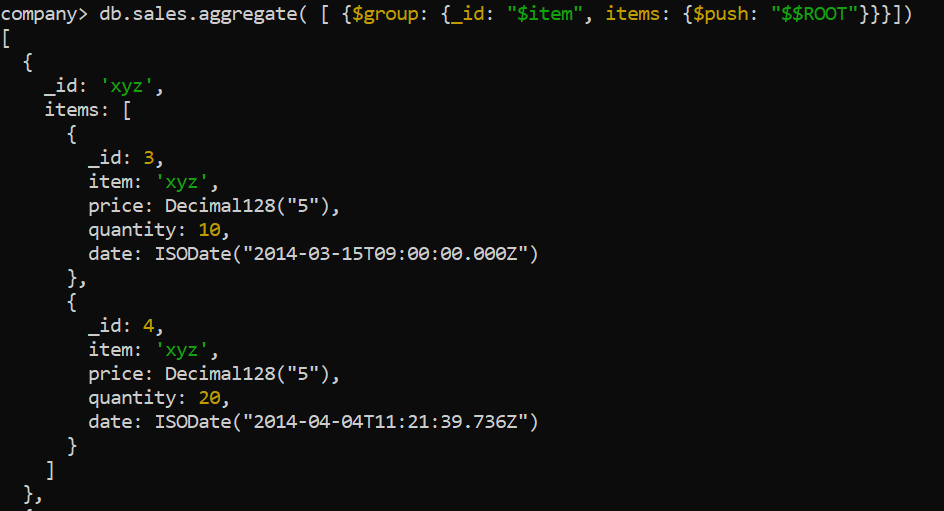 company> db.sales.aggregate( [ {$group: {_id: "$item", items: {$push: "$$ROOT"}}}])
[
  {
    _id: 'xyz',
    items: [
      {
        _id: 3,
        item: 'xyz',
        price: Decimal128("5"),
        quantity: 10,
        date: ISODate("2014-03-15T09:00:00.000Z")
      },
      {
        _id: 4,
        item: 'xyz',
        price: Decimal128("5"),
        quantity: 20,
        date: ISODate("2014-04-04T11:21:39.736Z")
      }
    ]
  },